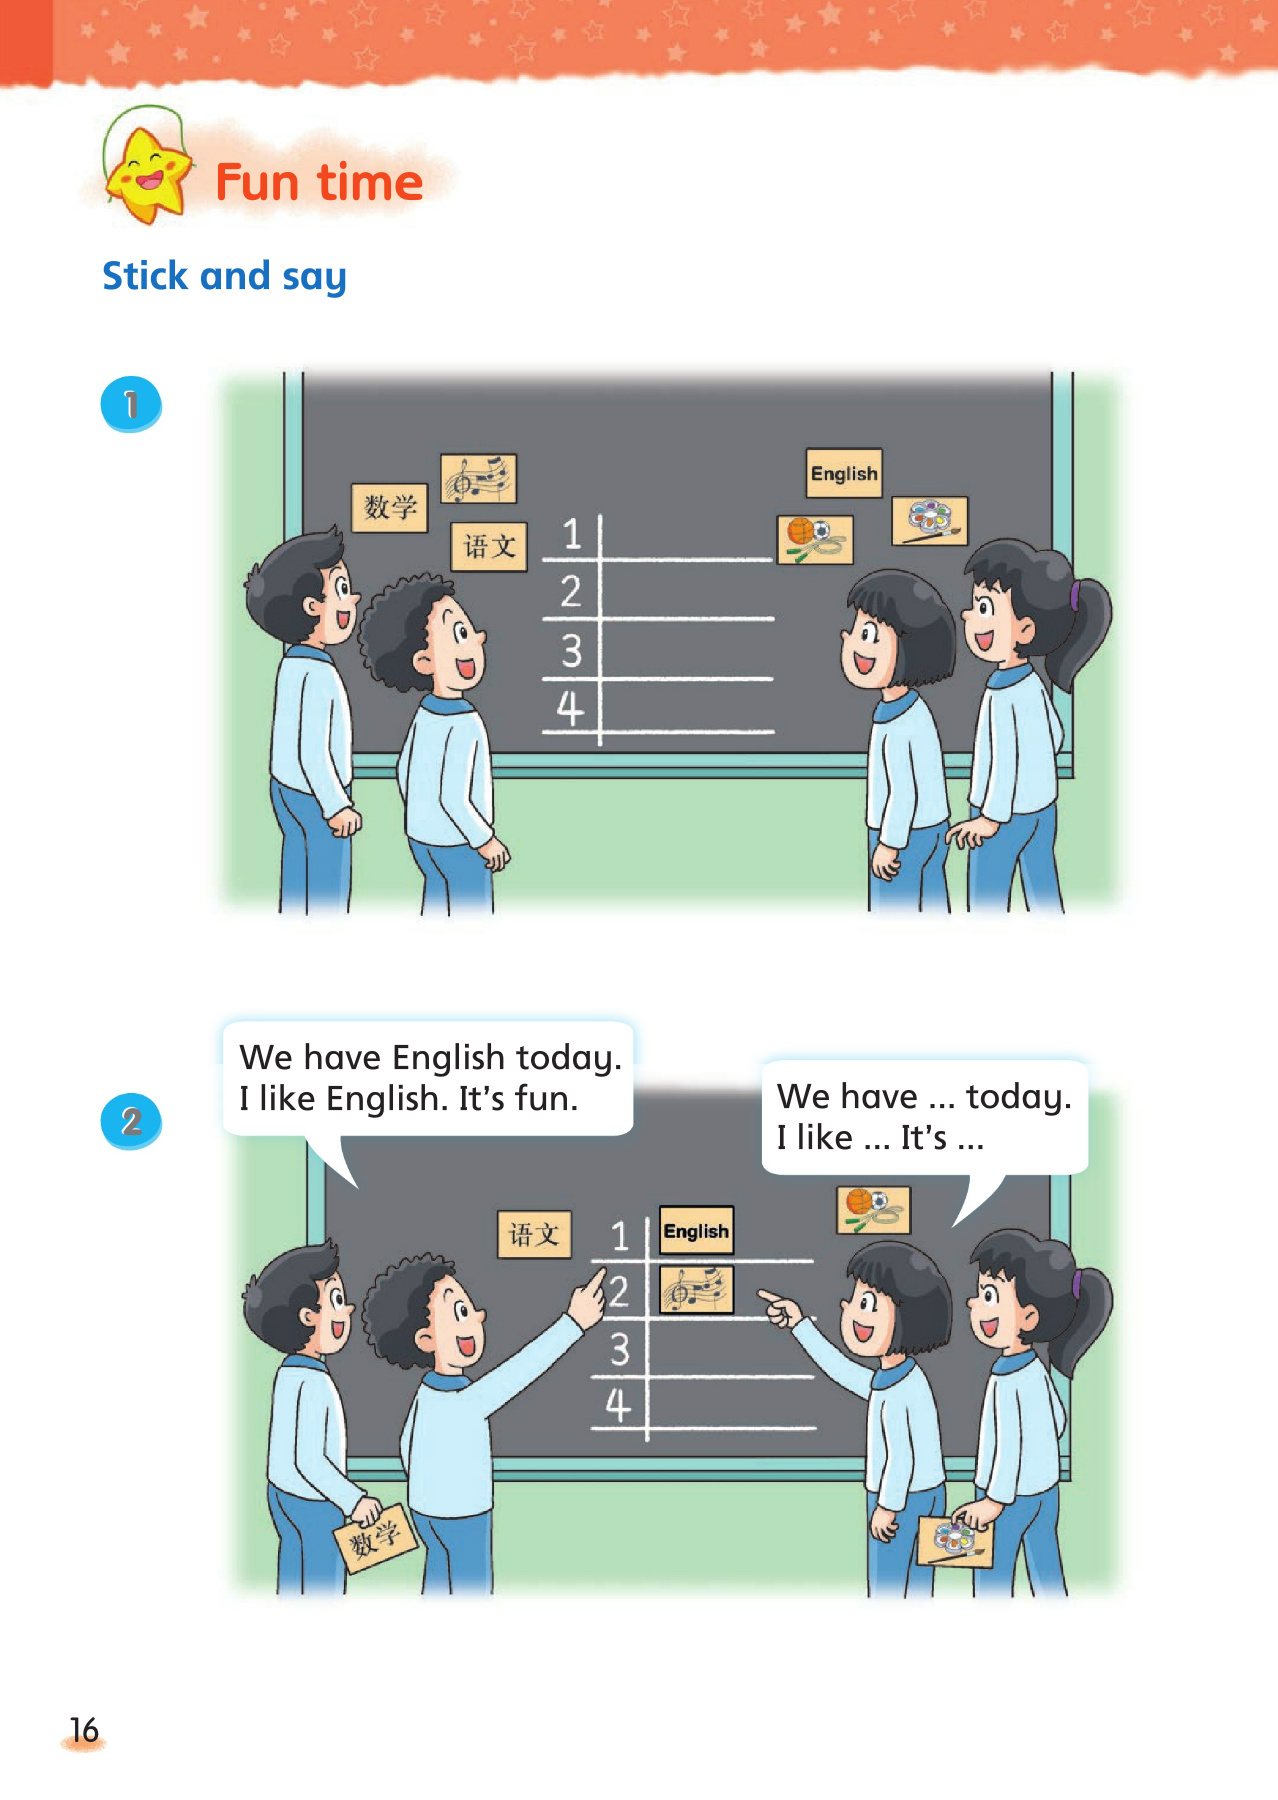 Fun time
Stick and say
1
数学
语文
English
1
2
3
4
2
We have English today.
I like English. It's fun.
We have ... today.
I like ... It's ...
语文
1
English
2
3
4
数学
16